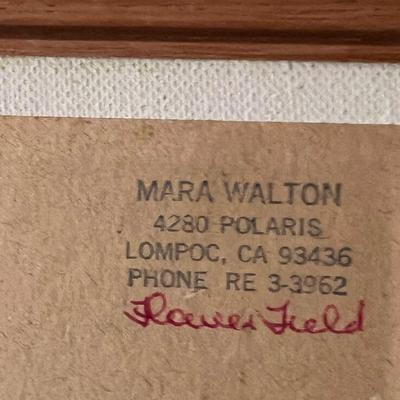 MARA WALTON
4280 POLARIS
LOMPOC, CA 93436
PHONE RE 3-3962
Flower Field